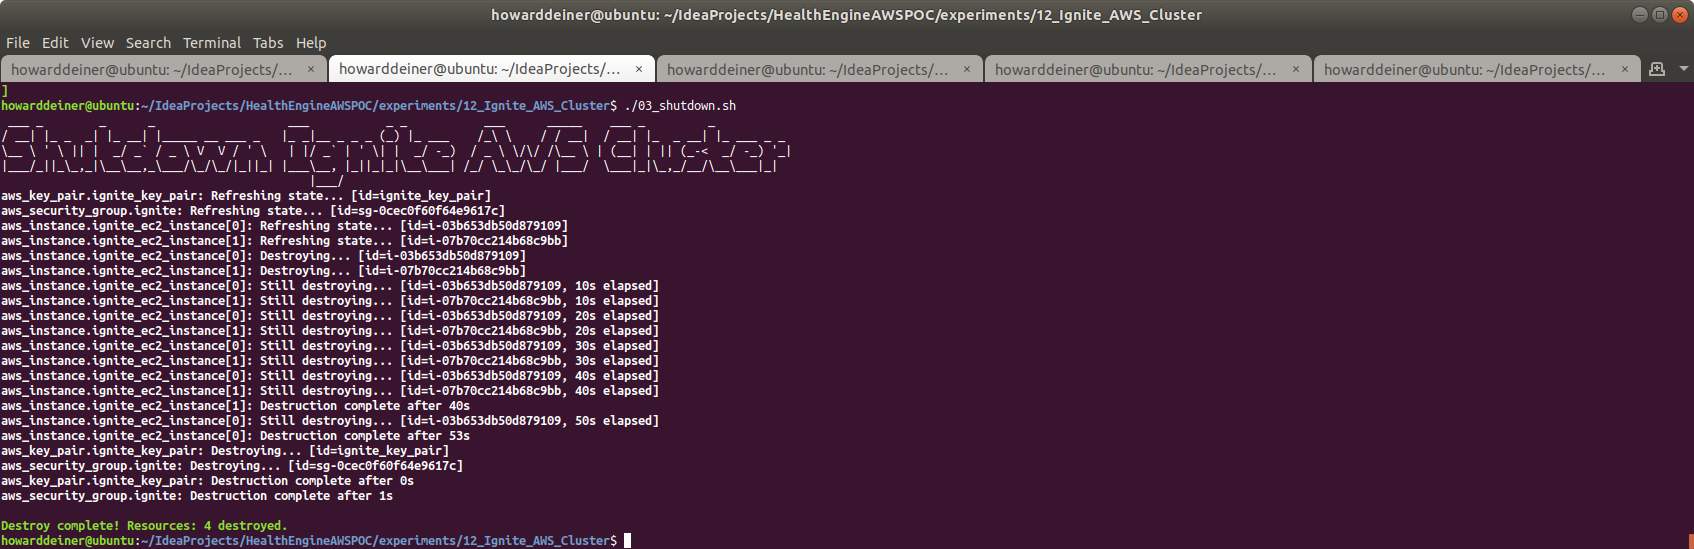 howarddeiner@ubuntu: ~/IdeaProjects/HealthEngineAWSPOC/experiments/12_Ignite_AWS_Cluster
File Edit View Search Terminal Tabs Help
howarddeiner@ubuntu: ~/IdeaProjects/... × howarddeiner@ubuntu: ~/IdeaProjects/... × howarddeiner@ubuntu: ~/IdeaProjects/... × howarddeiner@ubuntu: ~/IdeaProjects/... × howarddeiner@ubuntu: ~/IdeaProjects/... ×
]
howarddeiner@ubuntu:~/IdeaProjects/HealthEngineAWSPOC/experiments/12_Ignite_AWS_Cluster$ ./03_shutdown.sh
Shutdown Ignite AWS Cluster
aws_key_pair.ignite_key_pair: Refreshing state... [id=ignite_key_pair]
aws_security_group.ignite: Refreshing state... [id=sg-0cec0f60f64e9617c]
aws_instance.ignite_ec2_instance[0]: Refreshing state... [id=i-03b653db50d879109]
aws_instance.ignite_ec2_instance[1]: Refreshing state... [id=i-07b70cc214b68c9bb]
aws_instance.ignite_ec2_instance[0]: Destroying... [id=i-03b653db50d879109]
aws_instance.ignite_ec2_instance[1]: Destroying... [id=i-07b70cc214b68c9bb]
aws_instance.ignite_ec2_instance[0]: Still destroying... [id=i-03b653db50d879109, 10s elapsed]
aws_instance.ignite_ec2_instance[1]: Still destroying... [id=i-07b70cc214b68c9bb, 10s elapsed]
aws_instance.ignite_ec2_instance[0]: Still destroying... [id=i-03b653db50d879109, 20s elapsed]
aws_instance.ignite_ec2_instance[1]: Still destroying... [id=i-07b70cc214b68c9bb, 20s elapsed]
aws_instance.ignite_ec2_instance[0]: Still destroying... [id=i-03b653db50d879109, 30s elapsed]
aws_instance.ignite_ec2_instance[1]: Still destroying... [id=i-07b70cc214b68c9bb, 30s elapsed]
aws_instance.ignite_ec2_instance[0]: Still destroying... [id=i-03b653db50d879109, 40s elapsed]
aws_instance.ignite_ec2_instance[1]: Still destroying... [id=i-07b70cc214b68c9bb, 40s elapsed]
aws_instance.ignite_ec2_instance[1]: Destruction complete after 40s
aws_instance.ignite_ec2_instance[0]: Still destroying... [id=i-03b653db50d879109, 50s elapsed]
aws_instance.ignite_ec2_instance[0]: Destruction complete after 53s
aws_key_pair.ignite_key_pair: Destroying... [id=ignite_key_pair]
aws_security_group.ignite: Destroying... [id=sg-0cec0f60f64e9617c]
aws_key_pair.ignite_key_pair: Destruction complete after 0s
aws_security_group.ignite: Destruction complete after 1s
Destroy complete! Resources: 4 destroyed.
howarddeiner@ubuntu:~/IdeaProjects/HealthEngineAWSPOC/experiments/12_Ignite_AWS_Cluster$